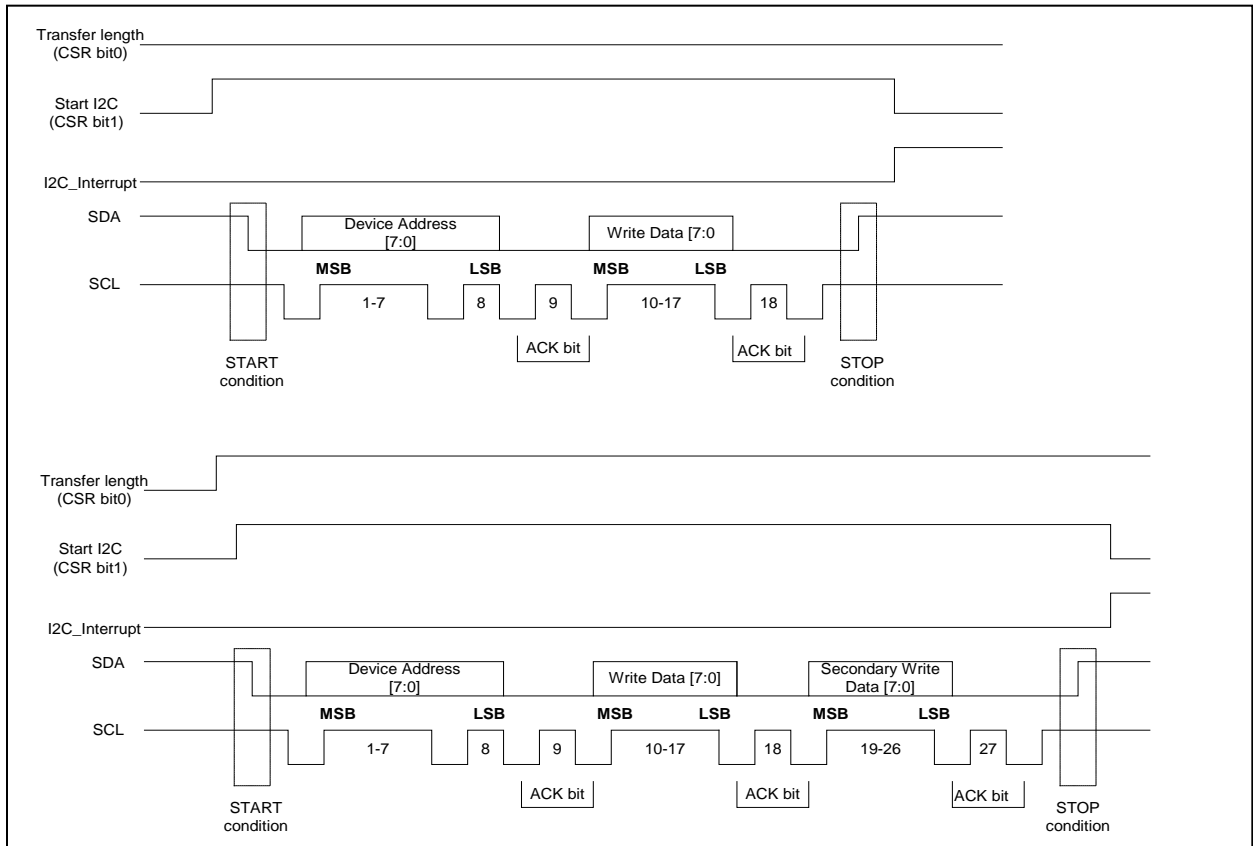 Transfer length
(CSR bit0)
Start I2C
(CSR bit1)
I2C_Interrupt
SDA
Device Address
[7:0]
Write Data [7:0
MSB
LSB
MSB
LSB
SCL
1-7
8
9
10-17
18
ACK bit
ACK bit
START
condition
STOP
condition
Transfer length
(CSR bit0)
Start I2C
(CSR bit1)
I2C_Interrupt
SDA
Device Address
[7:0]
Write Data [7:0]
Secondary Write
Data [7:0]
MSB
LSB
MSB
LSB
MSB
LSB
SCL
1-7
8
9
10-17
18
19-26
27
ACK bit
ACK bit
ACK bit
START
condition
STOP
condition